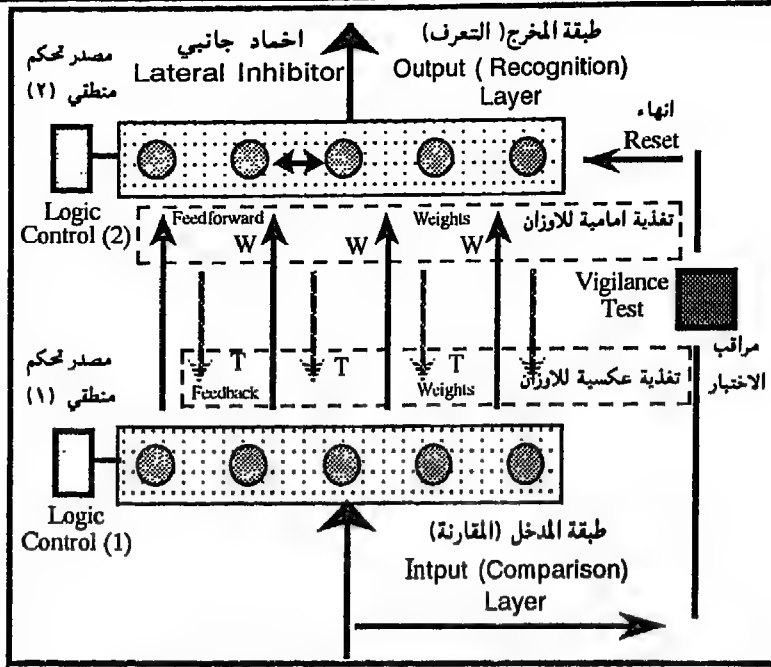 اخماد جانبي
Lateral Inhibitor
طبقة المخرج( التعرف)
Output ( Recognition)
Layer
مصدر تحكم
منطقي (٢)
انهاء
Reset
Logic
Control (2)
Feedforward
Weights
تغذية امامية للاوزان
W
W
W
Vigilance
Test
مراقب
الاختبار
مصدر تحكم
منطقي (١)
T
T
T
Feedback
Weights
تغذية عكسية للاوزان
Logic
Control (1)
طبقة المدخل (المقارنة)
Intput (Comparison)
Layer